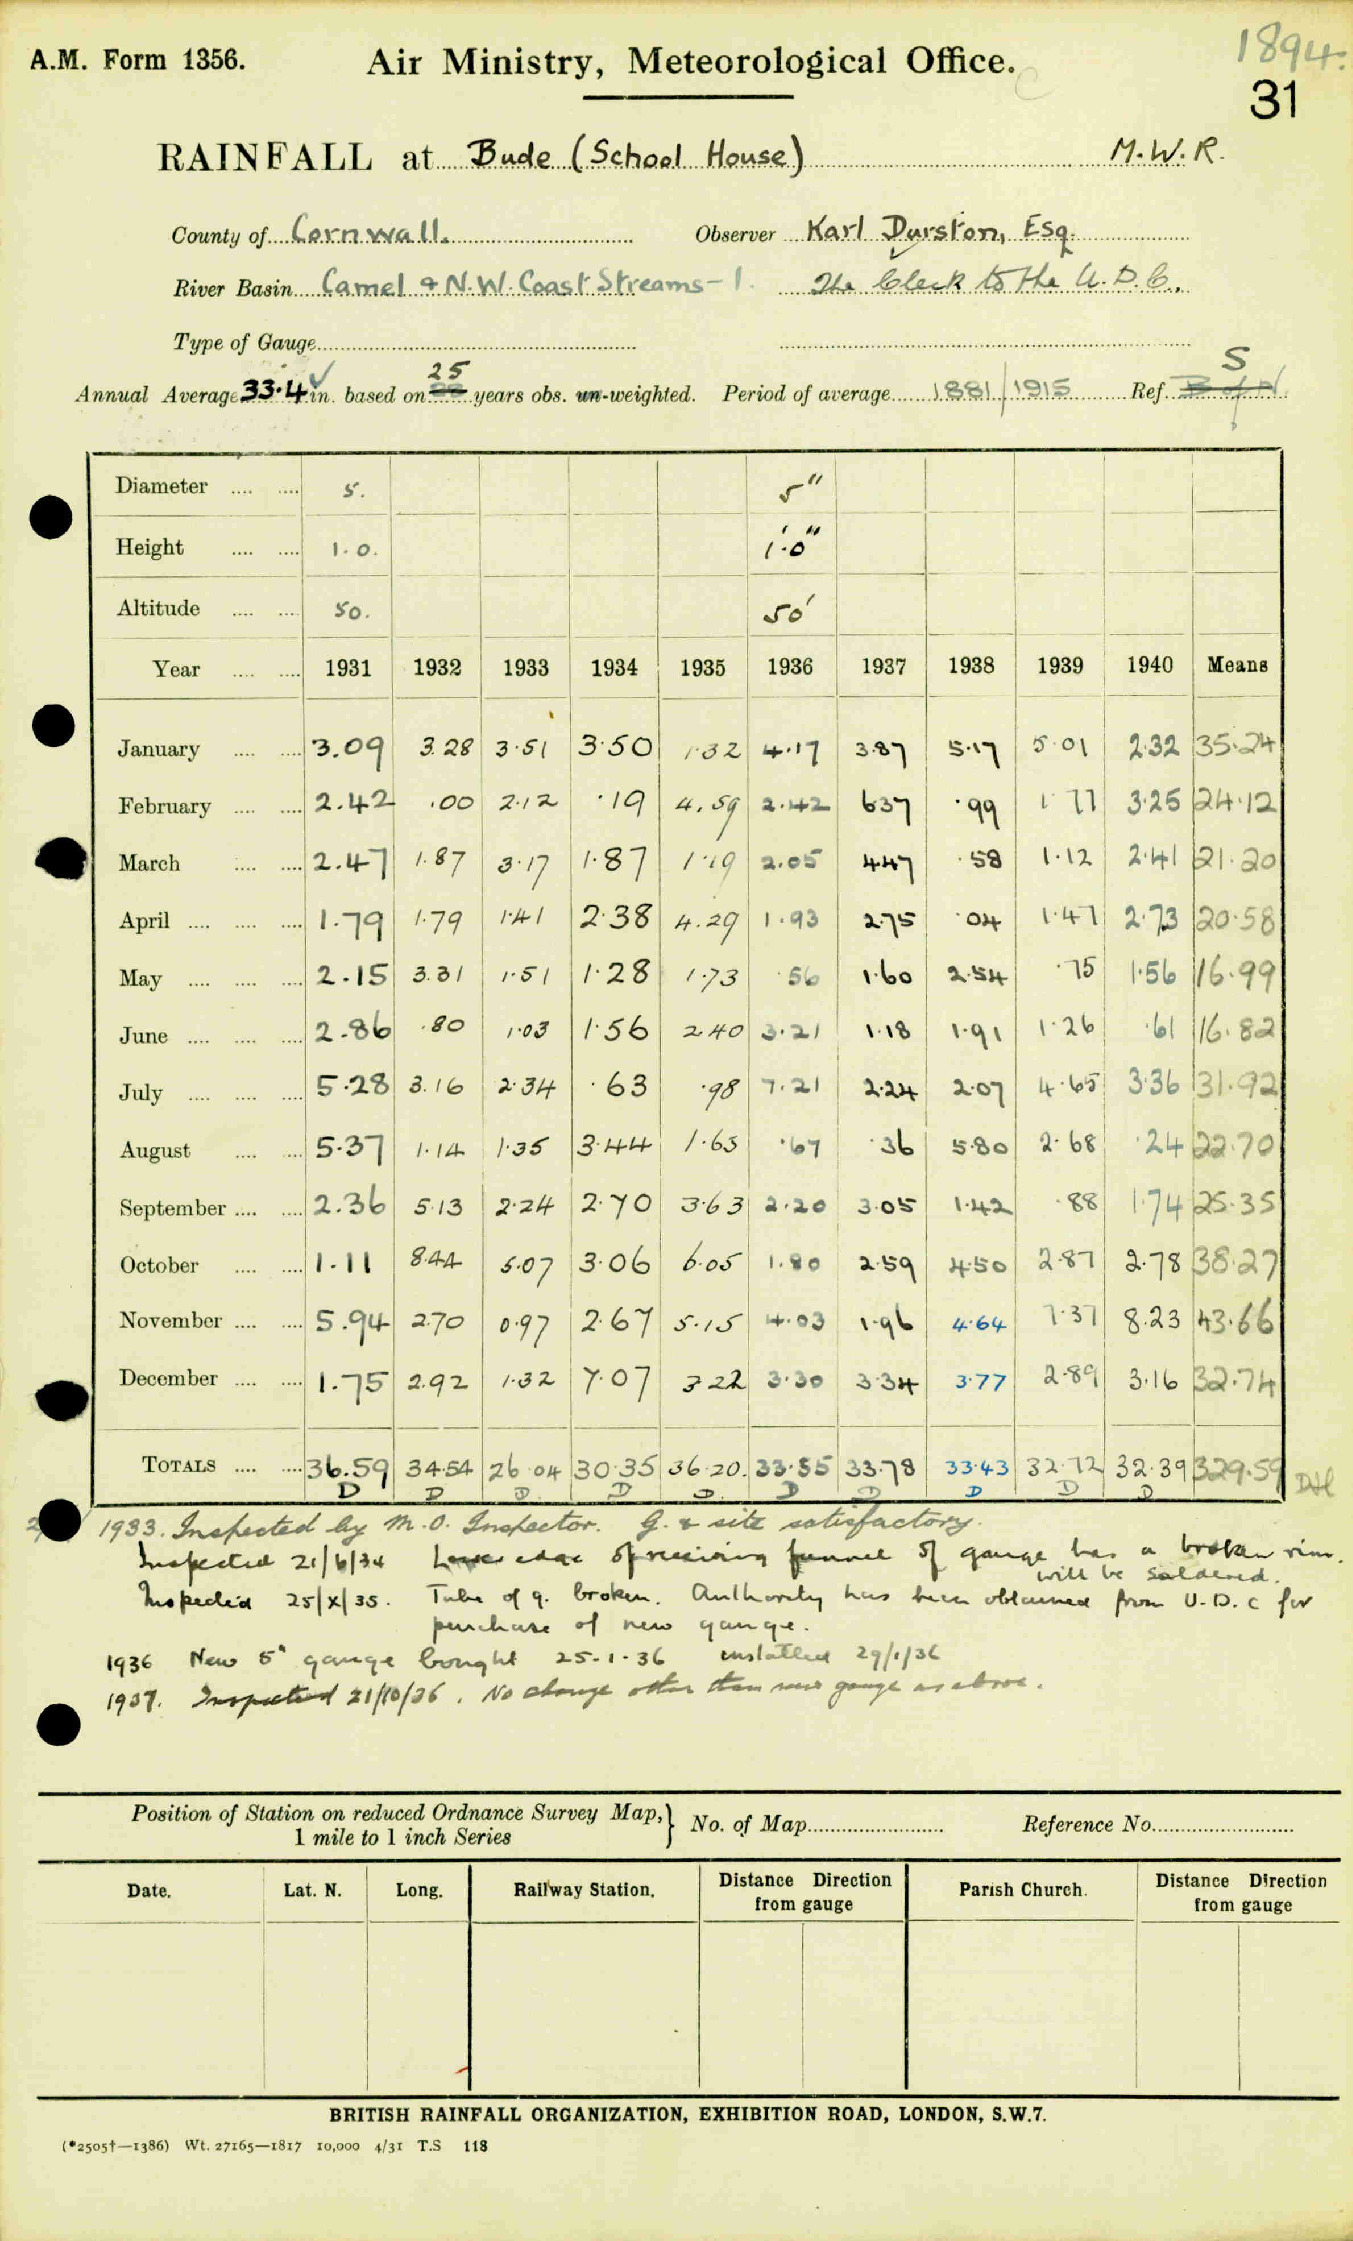 1894.
A.M. Form 1356. Air Ministry, Meteorological Office.
31
RAINFALL at Bude (School House) M.W.R.
County of Cornwall. Observer Karl Durston, Esq.
River Basin Camel & N.W. Coast Streams-1. The Clerk to the U.D.C.
Type of Gauge
25 S
Annual Average 33.4 in. based on years obs. un-weighted. Period of average 1881/1915 Ref. B of N.
Diameter 5. 5"
Height 1.0. 1'.0"
Altitude 50. 50'
Year 1931 1932 1933 1934 1935 1936 1937 1938 1939 1940 Means
January 3.09 3.28 3.51 3.50 1.32 4.17 3.87 5.17 5.01 2.32 35.24
February 2.42 .00 2.12 .19 4.59 2.42 6.37 .99 1.77 3.25 24.12
March 2.47 1.87 3.17 1.87 1.19 2.05 4.47 .58 1.12 2.41 21.20
April 1.79 1.79 1.41 2.38 4.29 1.93 2.75 .04 1.47 2.73 20.58
May 2.15 3.31 1.51 1.28 1.73 .56 1.60 2.54 .75 1.56 16.99
June 2.86 .80 1.03 1.56 2.40 3.21 1.18 1.91 1.26 .61 16.82
July 5.28 3.16 2.34 .63 .98 7.21 2.24 2.07 4.65 3.36 31.92
August 5.37 1.14 1.35 3.44 1.65 .67 .36 5.80 2.68 .24 22.70
September 2.36 5.13 2.24 2.70 3.63 2.20 3.05 1.42 .88 1.74 25.35
October 1.11 8.44 5.07 3.06 6.05 1.80 2.59 4.50 2.87 2.78 38.27
November 5.94 2.70 0.97 2.67 5.15 4.03 1.96 4.64 7.37 8.23 43.66
December 1.75 2.92 1.32 7.07 3.22 3.30 3.34 3.77 2.89 3.16 32.74
TOTALS 36.59 34.54 26.04 30.35 36.20. 33.55 33.78 33.43 32.72 32.39 329.59
D D D D D D D D D D
1933. Inspected by M.O. Inspector. G. & site satisfactory.
Inspected 21/6/34 Lower edge of receiving funnel of gauge has a broken rim.
will be soldered.
Inspected 25/X/35. Tube of g. broken. Authority has been obtained from U.D.C for
purchase of new gauge.
1936 New 5" gauge bought 25-1-36 installed 29/1/36
1937. Inspected 21/10/36. No change other than new gauge as above.
Position of Station on reduced Ordnance Survey Map, No. of Map Reference No.
1 mile to 1 inch Series
Date. Lat. N. Long. Railway Station. Distance Direction from gauge Parish Church. Distance Direction from gauge
BRITISH RAINFALL ORGANIZATION, EXHIBITION ROAD, LONDON, S.W.7.
(*2505†—1386) Wt. 27165—1817 10,000 4/31 T.S 118